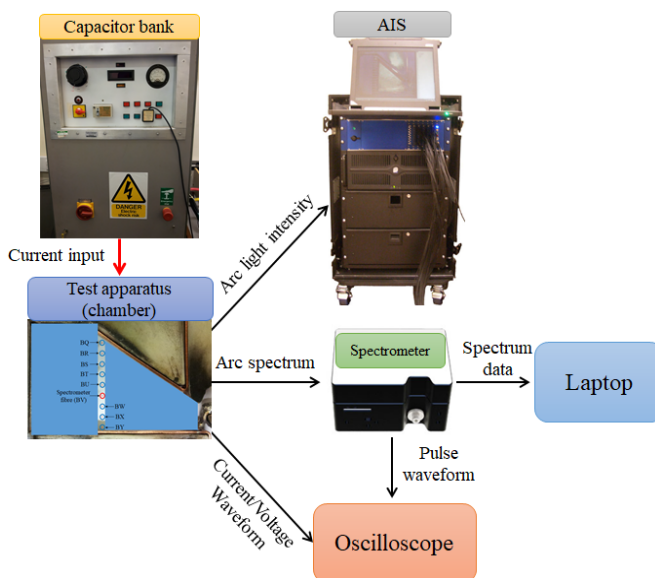 Capacitor bank
AIS
DANGER
Current input
Arc light intensity
Test apparatus
(chamber)
BQ
BR
BS
BT
BU
Spectrometer
fibre (BV)
BW
BX
BY
Arc spectrum
Spectrometer
Spectrum
data
Laptop
Pulse
waveform
Current/Voltage
Waveform
Oscilloscope